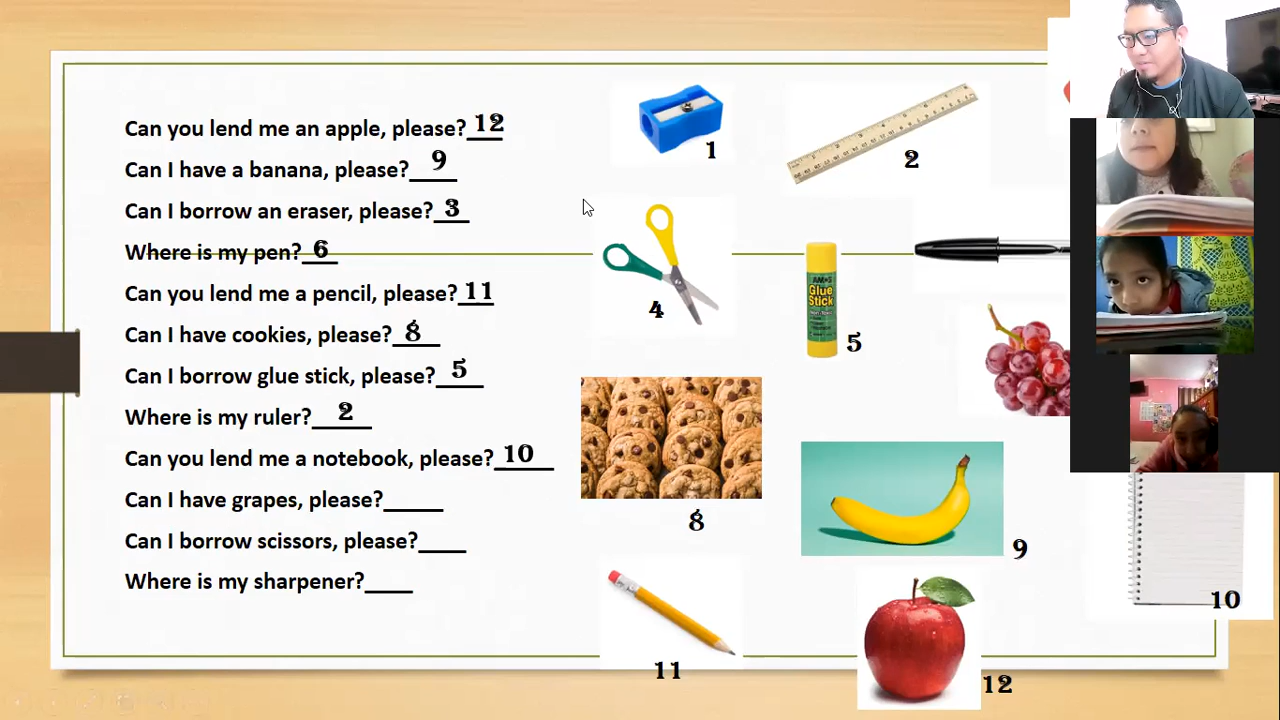 Can you lend me an apple, please? 12
Can I have a banana, please? 9
Can I borrow an eraser, please? 3
Where is my pen? 6
Can you lend me a pencil, please? 11
Can I have cookies, please? 8
Can I borrow glue stick, please? 5
Where is my ruler? 2
Can you lend me a notebook, please? 10
Can I have grapes, please?
Can I borrow scissors, please?
Where is my sharpener?
1
2
4
Glue
Stick
5
8
9
10
11
12